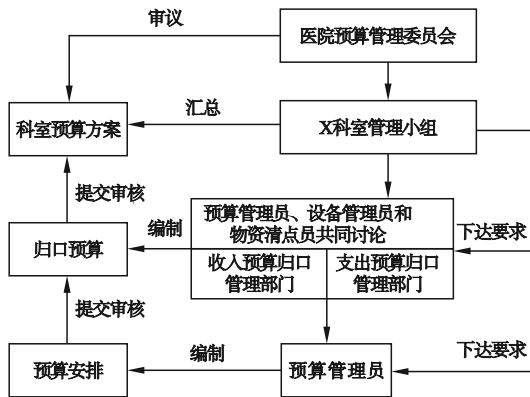 审议
医院预算管理委员会
汇总
科室预算方案
X科室管理小组
提交审核
编制
预算管理员、设备管理员和
物资清点员共同讨论
下达要求
归口预算
收入预算归口
管理部门
支出预算归口
管理部门
提交审核
编制
下达要求
预算安排
预算管理员